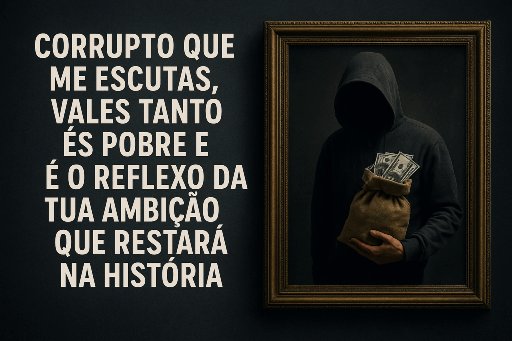 CORRUPTO QUE
ME ESCUTAS,
VALES TANTO
ÉS POBRE E
É O REFLEXO DA
TUA AMBIÇÃO
QUE RESTARÁ
NA HISTÓRIA